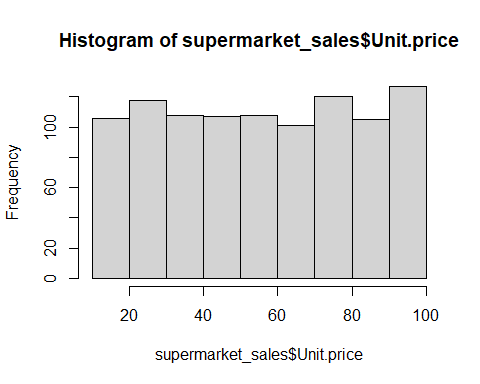 Histogram of supermarket_sales$Unit.price
Frequency
100
60
20
0
20 40 60 80 100
supermarket_sales$Unit.price